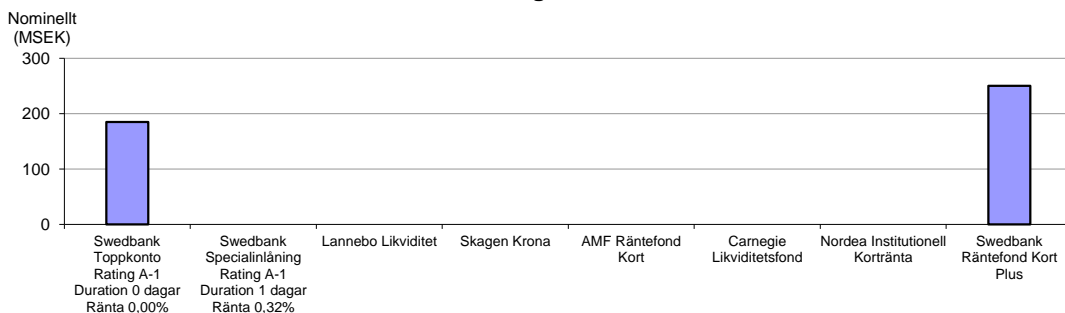 Nominellt
(MSEK)
300
200
100
0
Swedbank
Toppkonto
Rating A-1
Duration 0 dagar
Ränta 0,00%
Swedbank
Specialinlåning
Rating A-1
Duration 1 dagar
Ränta 0,32%
Lannebo Likviditet
Skagen Krona
AMF Räntefond
Kort
Carnegie
Likviditetsfond
Nordea Institutionell
Kortränta
Swedbank
Räntefond Kort
Plus